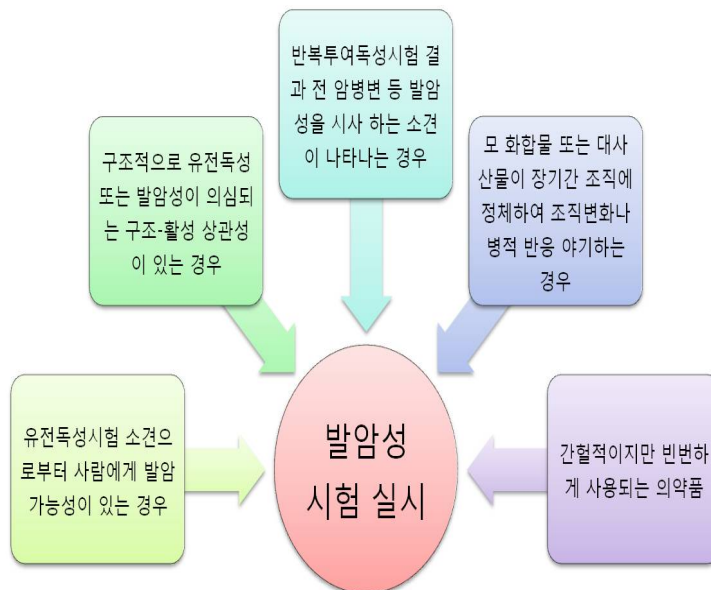 반복투여독성시험 결
과 전 암병변 등 발암
성을 시사 하는 소견
이 나타나는 경우
구조적으로 유전독성
또는 발암성이 의심되
는 구조-활성 상관성
이 있는 경우
모 화합물 또는 대사
산물이 장기간 조직에
정체하여 조직변화나
병적 반응 야기하는
경우
유전독성시험 소견으
로부터 사람에게 발암
가능성이 있는 경우
발암성
시험 실시
간헐적이지만 빈번하
게 사용되는 의약품